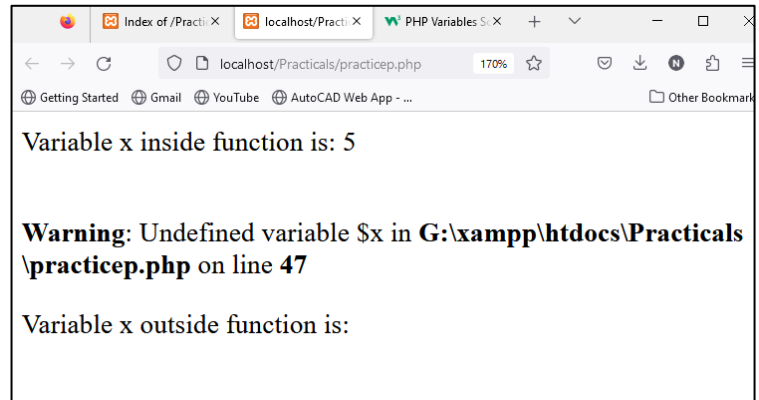 Index of /Practic
localhost/Practi
PHP Variables Sc
localhost/Practicals/practicep.php
170%
N
Getting Started
Gmail
YouTube
AutoCAD Web App - ...
Other Bookmark
Variable x inside function is: 5
Warning: Undefined variable $x in G:\xampp\htdocs\Practicals
\practicep.php on line 47
Variable x outside function is: